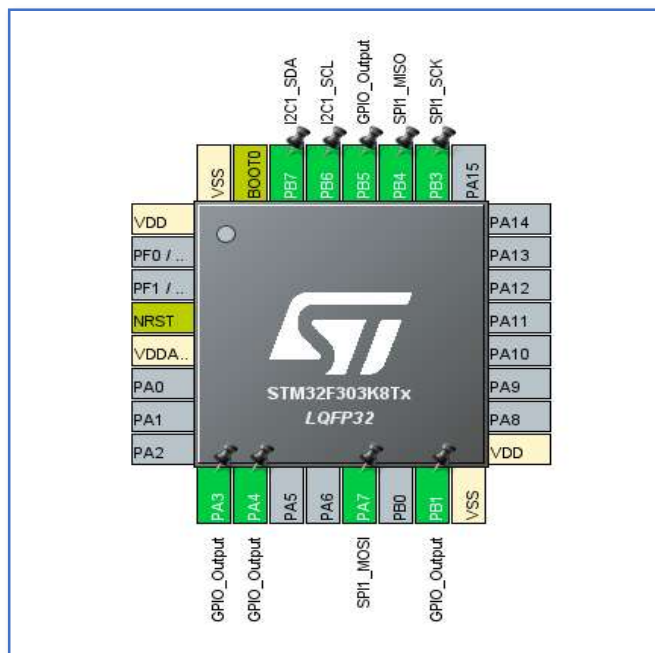 I2C1_SDA
I2C1_SCL
GPIO_Output
SPI1_MISO
SPI1_SCK
VSS
BOOT0
PB7
PB6
PB5
PB4
PB3
PA15
VDD
PF0 / ..
PF1 / ..
NRST
VDDA..
PA0
PA1
PA2
PA14
PA13
PA12
PA11
PA10
PA9
PA8
VDD
ST
STM32F303K8Tx
LQFP32
PA3
PA4
PA5
PA6
PA7
PB0
PB1
VSS
GPIO_Output
GPIO_Output
SPI1_MOSI
GPIO_Output